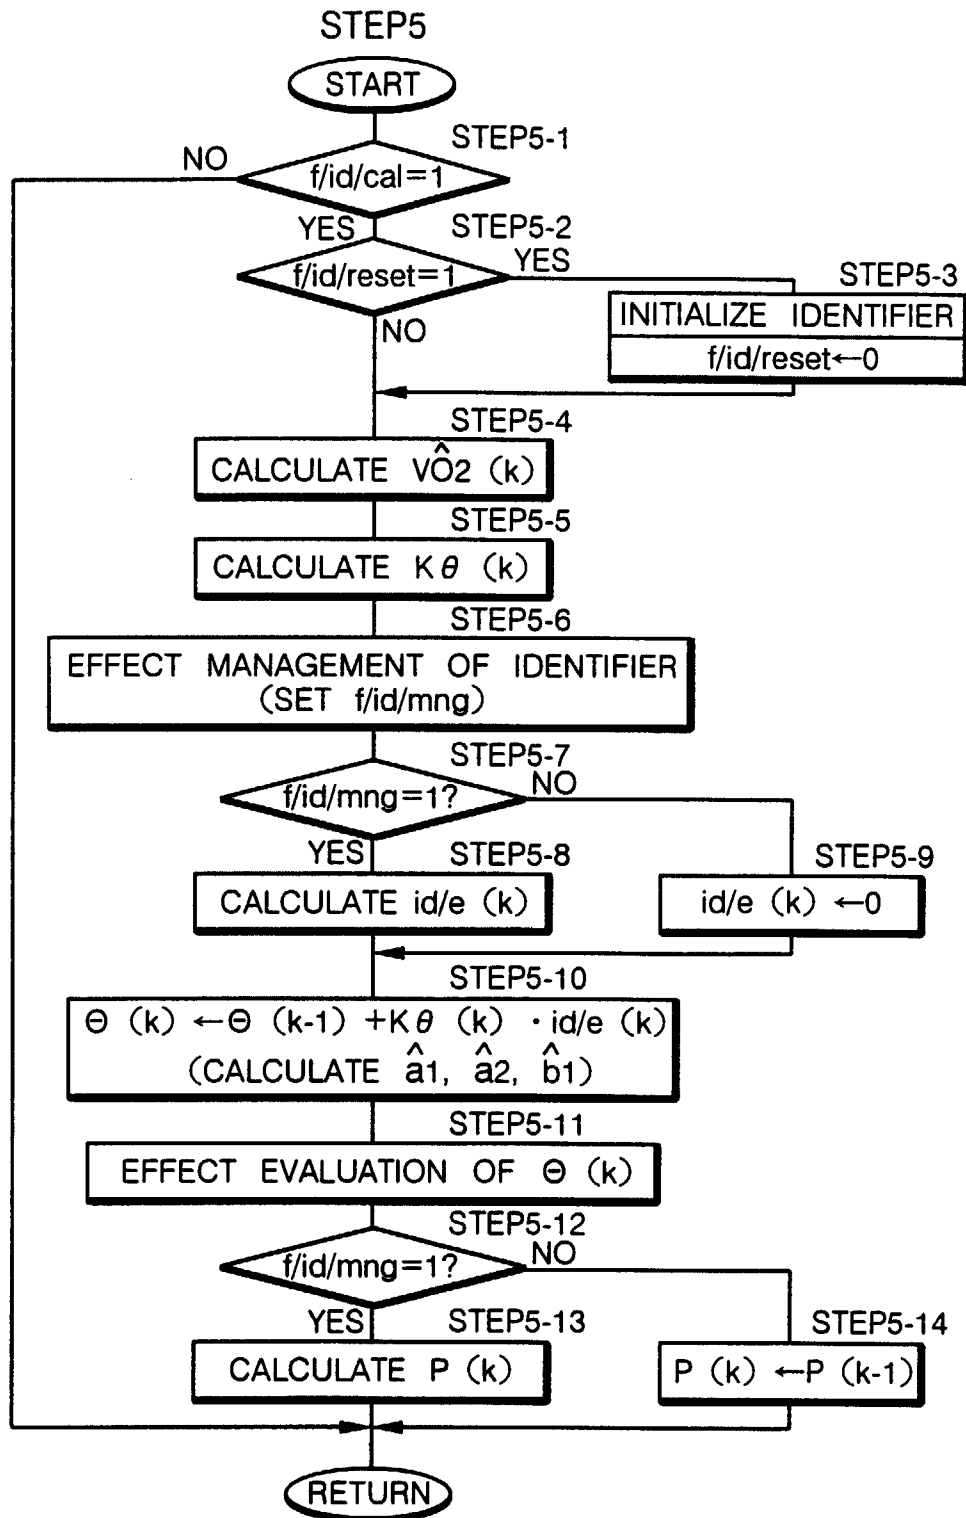 STEP5
START
STEP5-1
NO
f/id/cal=1
YES
STEP5-2
f/id/reset=1
YES
STEP5-3
INITIALIZE IDENTIFIER
NO
f/id/reset←0
STEP5-4
CALCULATE VÔ2 (k)
STEP5-5
CALCULATE Kθ (k)
STEP5-6
EFFECT MANAGEMENT OF IDENTIFIER
(SET f/id/mng)
STEP5-7
f/id/mng=1?
NO
YES
STEP5-8
STEP5-9
CALCULATE id/e (k)
id/e (k) ←0
STEP5-10
Θ (k) ←Θ (k-1) +Kθ (k) · id/e (k)
(CALCULATE â1, â2, b̂1)
STEP5-11
EFFECT EVALUATION OF Θ (k)
STEP5-12
f/id/mng=1?
NO
YES
STEP5-13
STEP5-14
CALCULATE P (k)
P (k) ←P (k-1)
RETURN